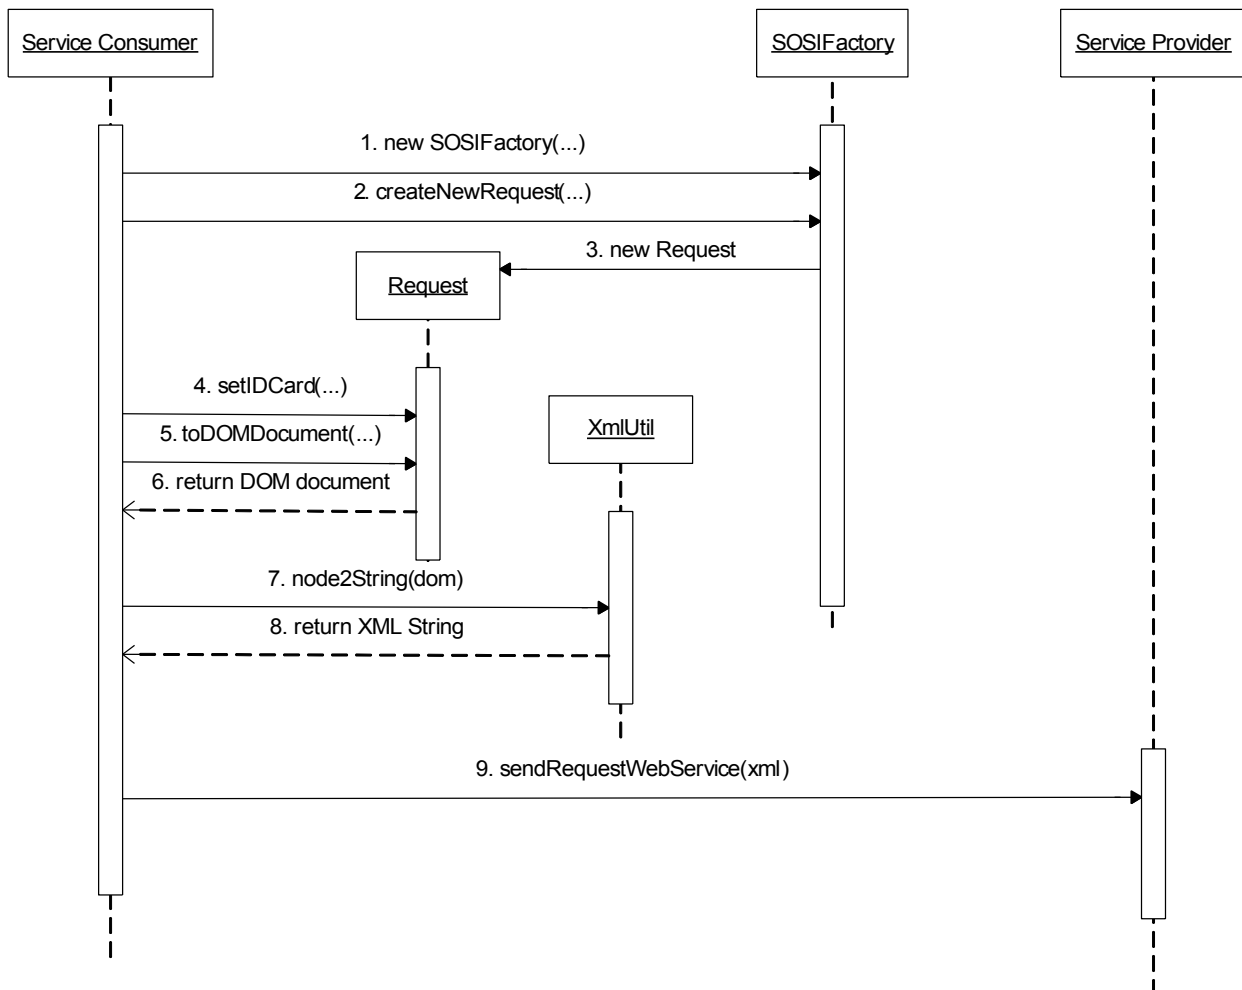 Service Consumer
SOSIFactory
Service Provider
1. new SOSIFactory(...)
2. createNewRequest(...)
3. new Request
Request
4. setIDCard(...)
XmlUtil
5. toDOMDocument(...)
6. return DOM document
7. node2String(dom)
8. return XML String
9. sendRequestWebService(xml)